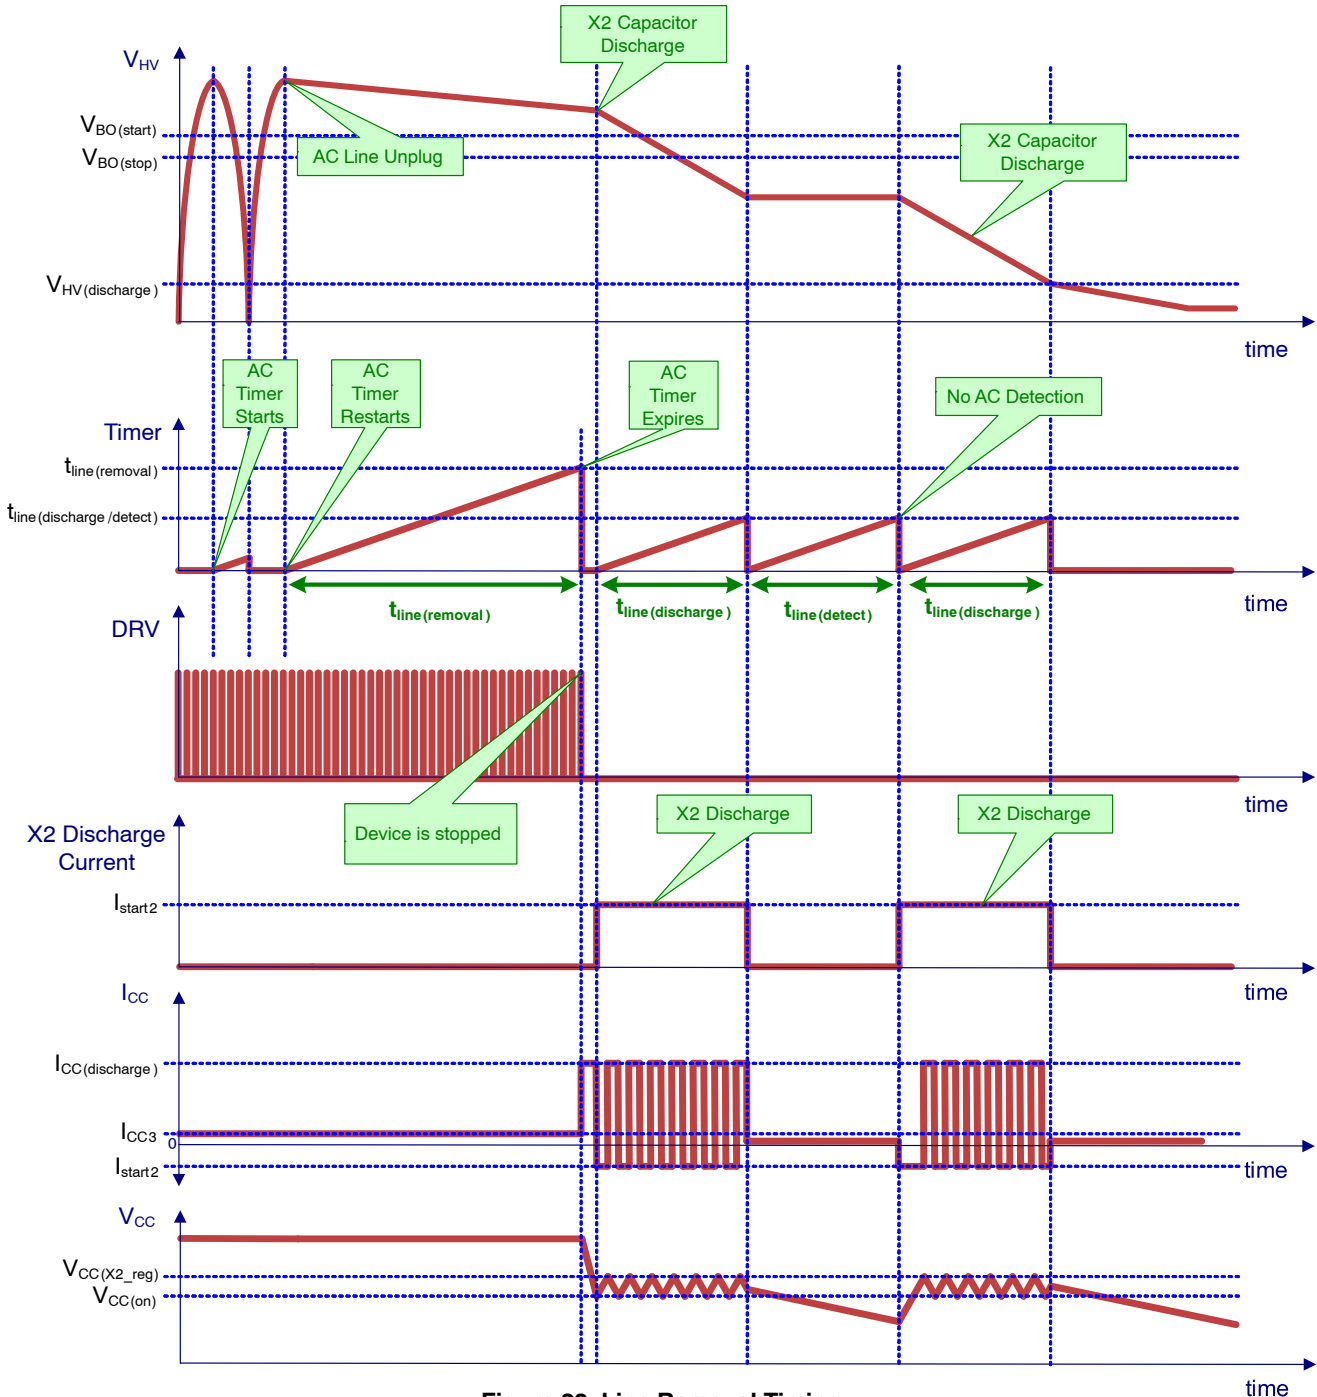 X2 Capacitor
Discharge
VHV
VBO(start)
VBO(stop)
AC Line Unplug
X2 Capacitor
Discharge
VHV(discharge)
time
AC
Timer
Starts
AC
Timer
Restarts
AC
Timer
Expires
No AC Detection
Timer
tline(removal)
tline(discharge/detect)
time
tline(removal)
tline(discharge)
tline(detect)
tline(discharge)
DRV
time
Device is stopped
X2 Discharge
X2 Discharge
X2 Discharge
Current
Istart2
time
ICC
ICC(discharge)
ICC3
0
Istart2
time
VCC
VCC(X2_reg)
VCC(on)
time